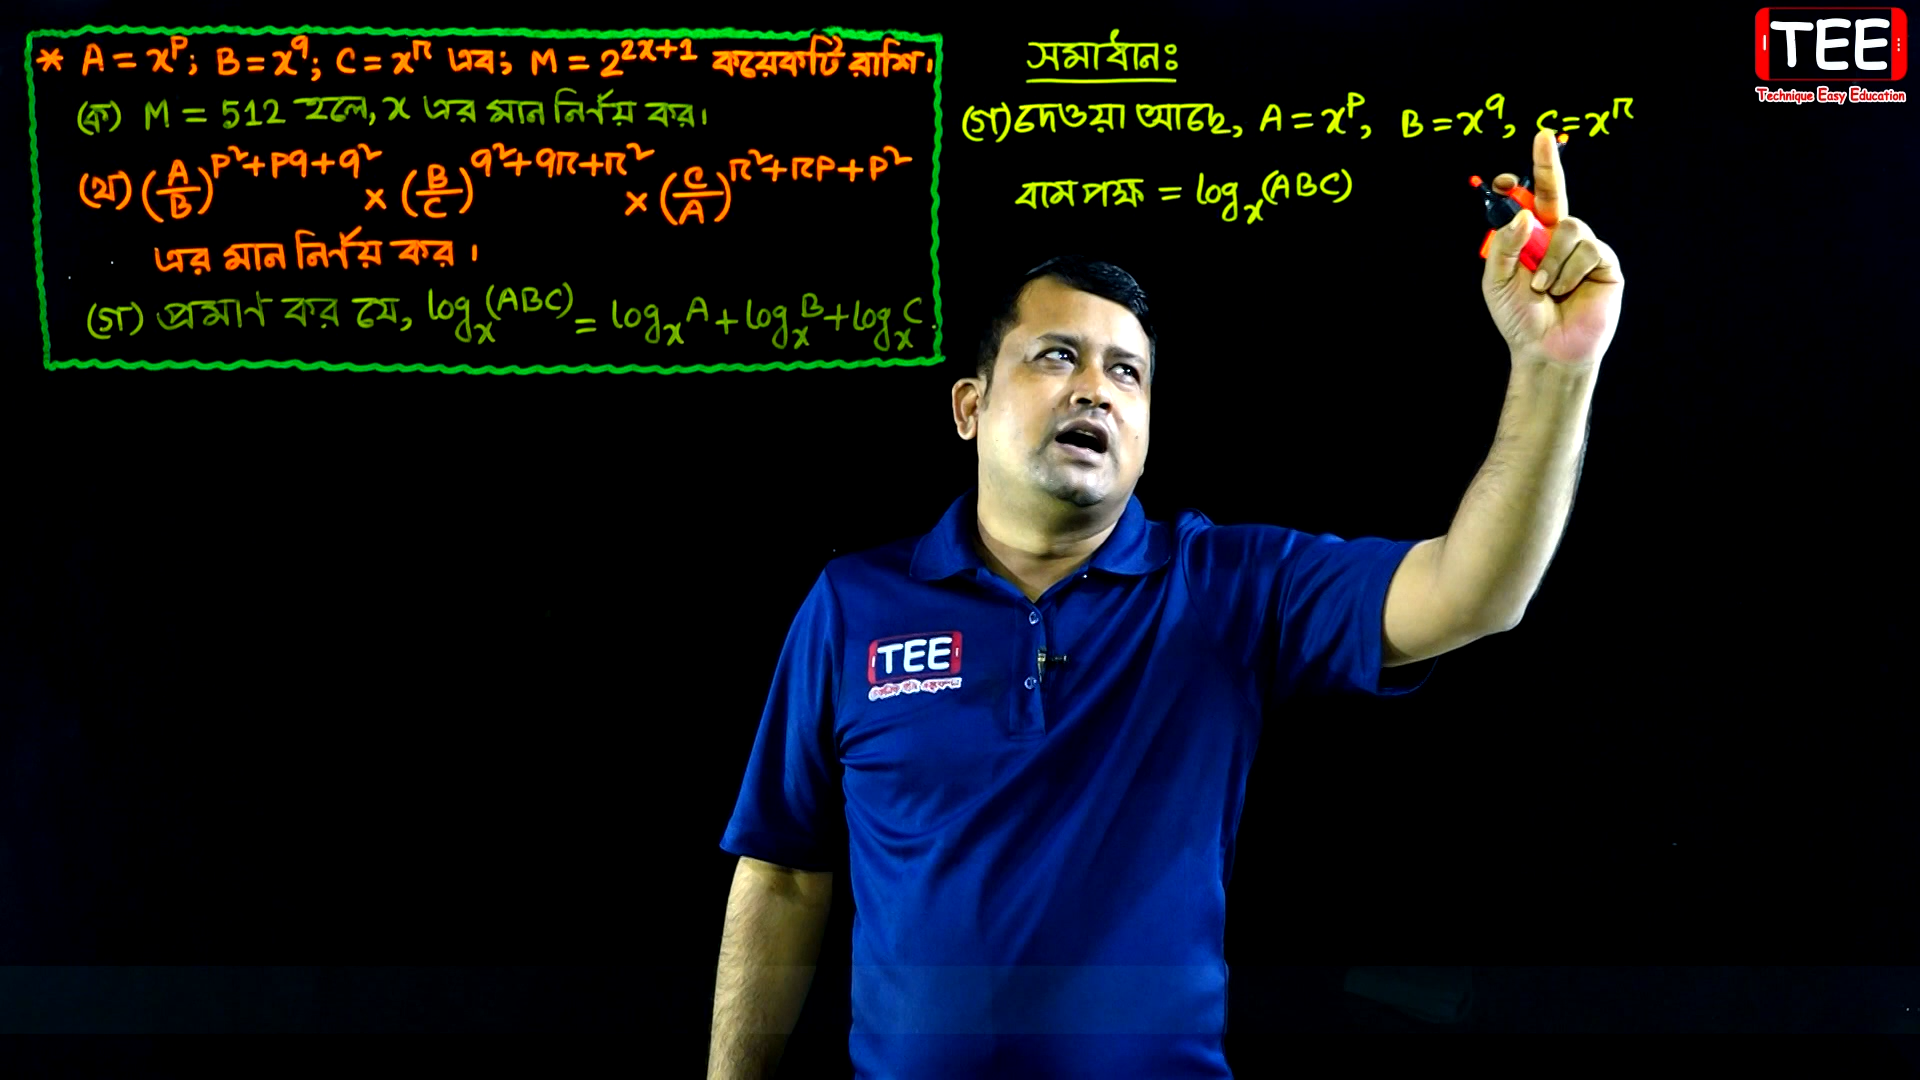 * A = x^p; B = x^q; C = x^r এবং; M = 2^{2x+1} কয়েকটি রাশি।
(ক) M = 512 হলে, x এর মান নির্ণয় কর।
(খ) (A/B)^{p²+pq+q²} × (B/C)^{q²+qr+r²} × (C/A)^{r²+rp+p²}
এর মান নির্ণয় কর।
(গ) প্রমাণ কর যে, log_x(ABC) = log_x A + log_x B + log_x C.
সমাধানঃ
(গ) দেওয়া আছে, A = x^p, B = x^q, C = x^r
বামপক্ষ = log_x(ABC)
TEE
Technique Easy Education
TEE